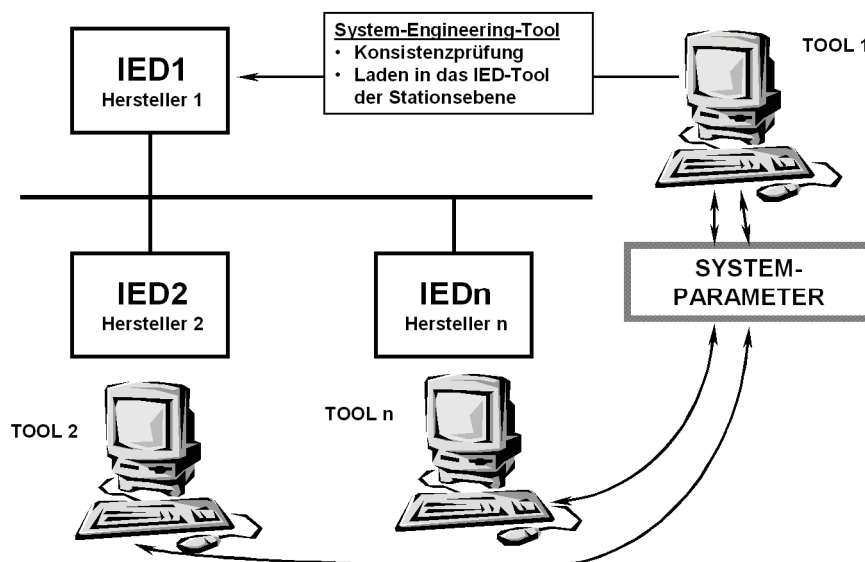 System-Engineering-Tool
• Konsistenzprüfung
• Laden in das IED-Tool
der Stationsebene
TOOL 1
IED1
Hersteller 1
IED2
Hersteller 2
IEDn
Hersteller n
SYSTEM-
PARAMETER
TOOL 2
TOOL n